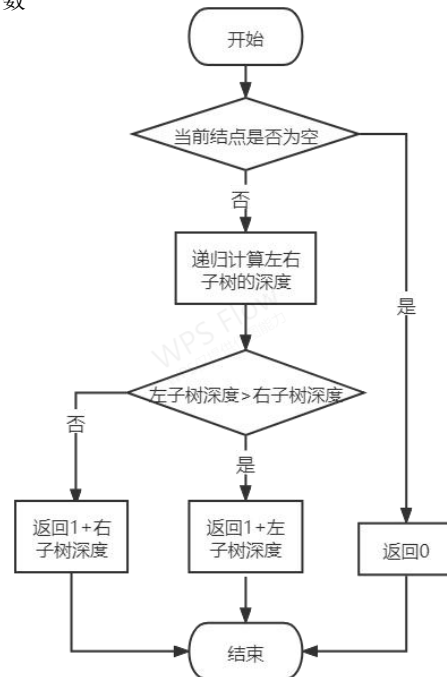 数
开始
当前结点是否为空
否
递归计算左右
子树的深度
是
WPS Flow
左子树深度>右子树深度
否
是
返回1+右
子树深度
返回1+左
子树深度
返回0
结束